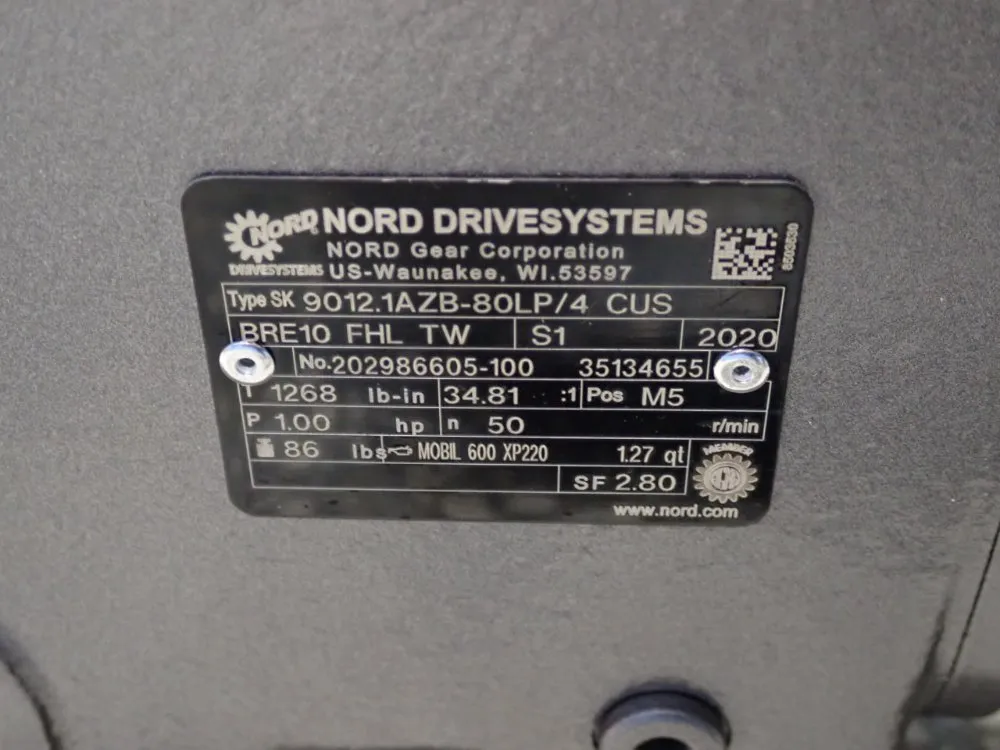 NORD NORD DRIVESYSTEMS
NORD Gear Corporation
DRIVESYSTEMS US-Waunakee, WI.53597
Type SK 9012.1AZB-80LP/4 CUS
BRE10 FHL TW S1 2020
No.202986605-100 35134655
T 1268 lb-in 34.81 :1 Pos M5
P 1.00 hp n 50 r/min
86 lbs MOBIL 600 XP220 1.27 qt
MEMBER
SF 2.80
www.nord.com